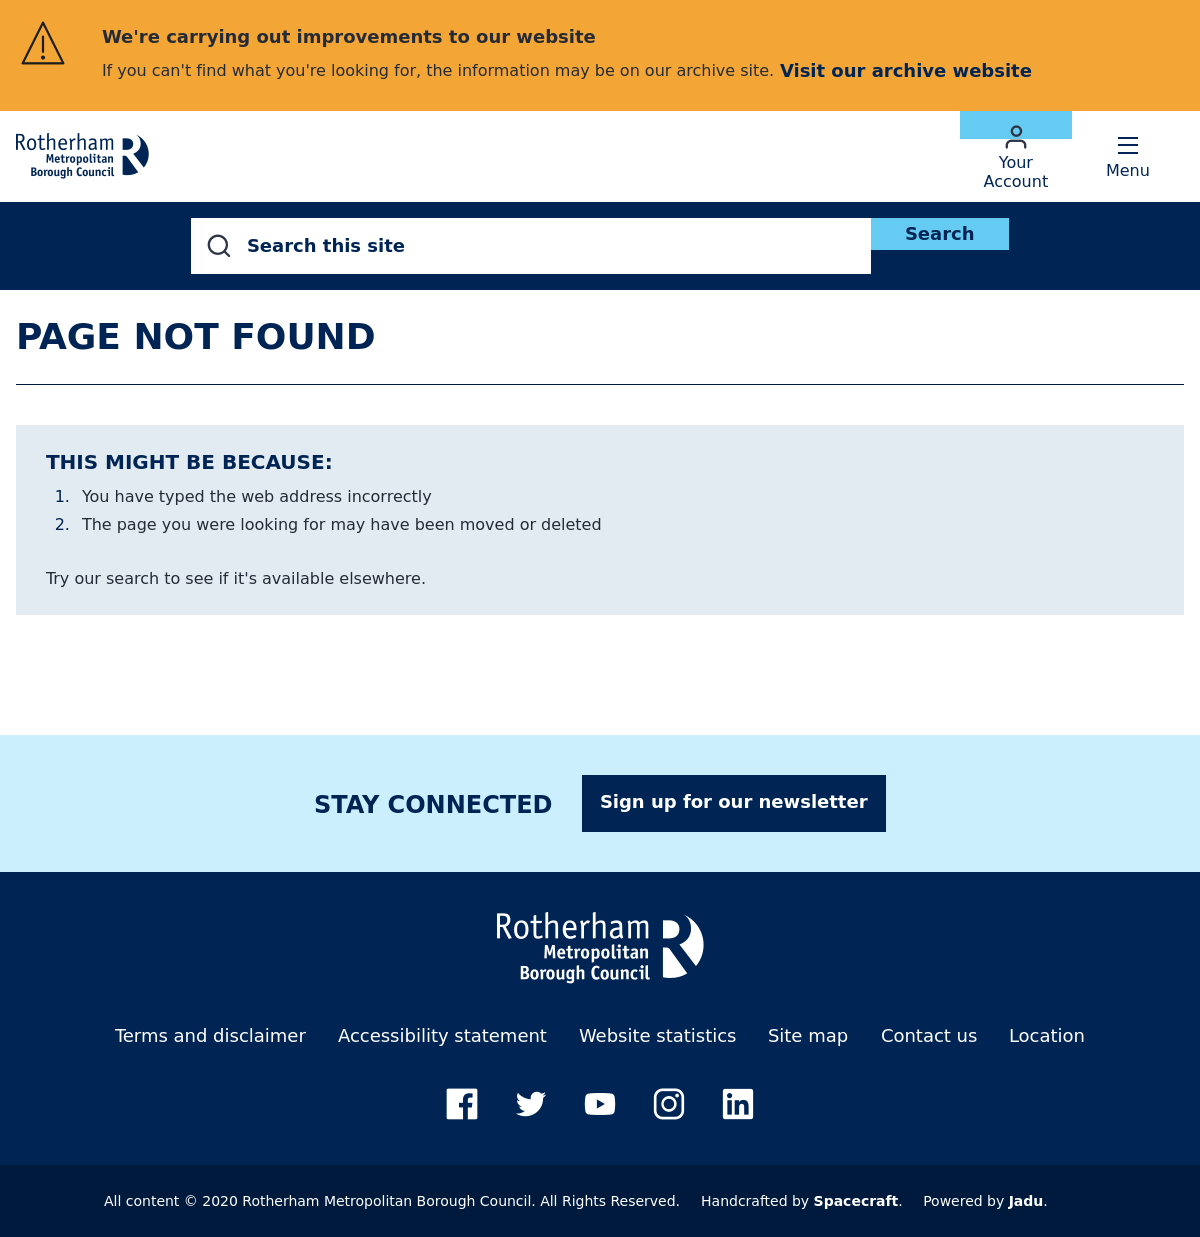 We're carrying out improvements to our website
If you can't find what you're looking for, the information may be on our archive site. Visit our archive website
Rotherham
Metropolitan
Borough Council
Your
Account
Menu
Search this site
Search
PAGE NOT FOUND
THIS MIGHT BE BECAUSE:
1. You have typed the web address incorrectly
2. The page you were looking for may have been moved or deleted
Try our search to see if it's available elsewhere.
STAY CONNECTED
Sign up for our newsletter
Rotherham
Metropolitan
Borough Council
Terms and disclaimer Accessibility statement Website statistics Site map Contact us Location
All content © 2020 Rotherham Metropolitan Borough Council. All Rights Reserved. Handcrafted by Spacecraft. Powered by Jadu.